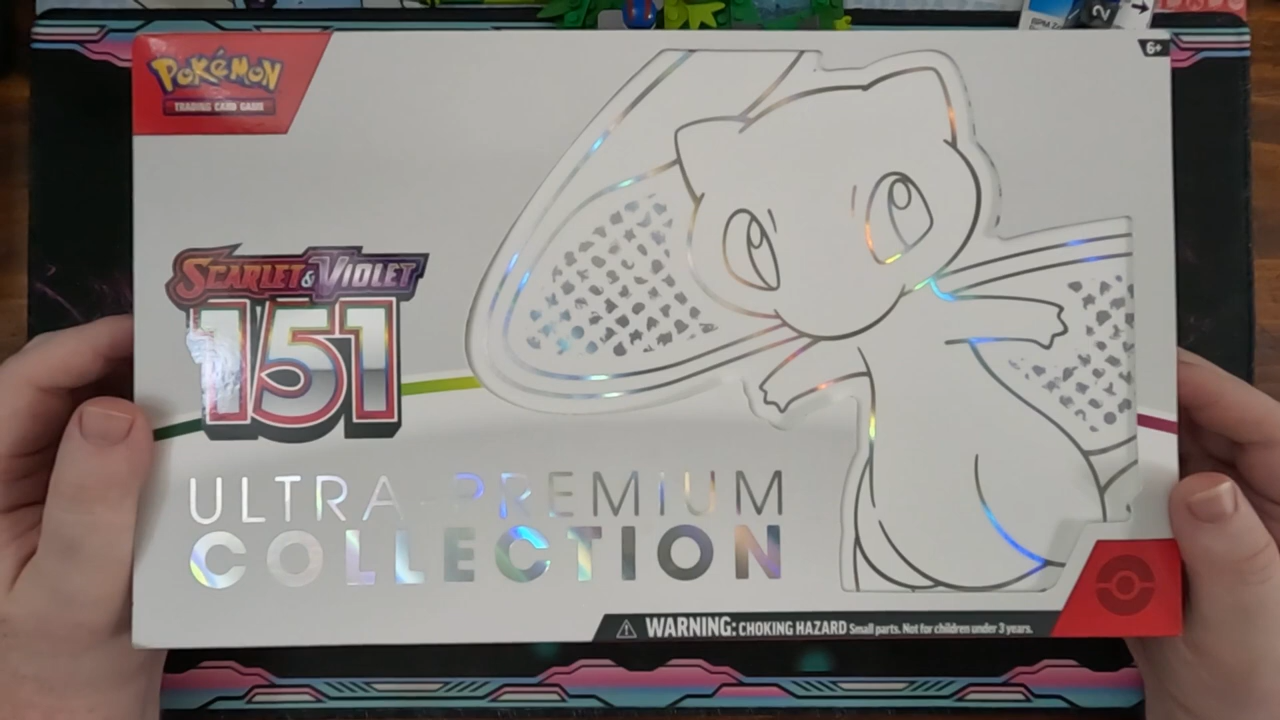 POKéMON
TRADING CARD GAME
6+
2
SCARLET & VIOLET
151
ULTRA-PREMIUM
COLLECTION
WARNING: CHOKING HAZARD Small parts. Not for children under 3 years.